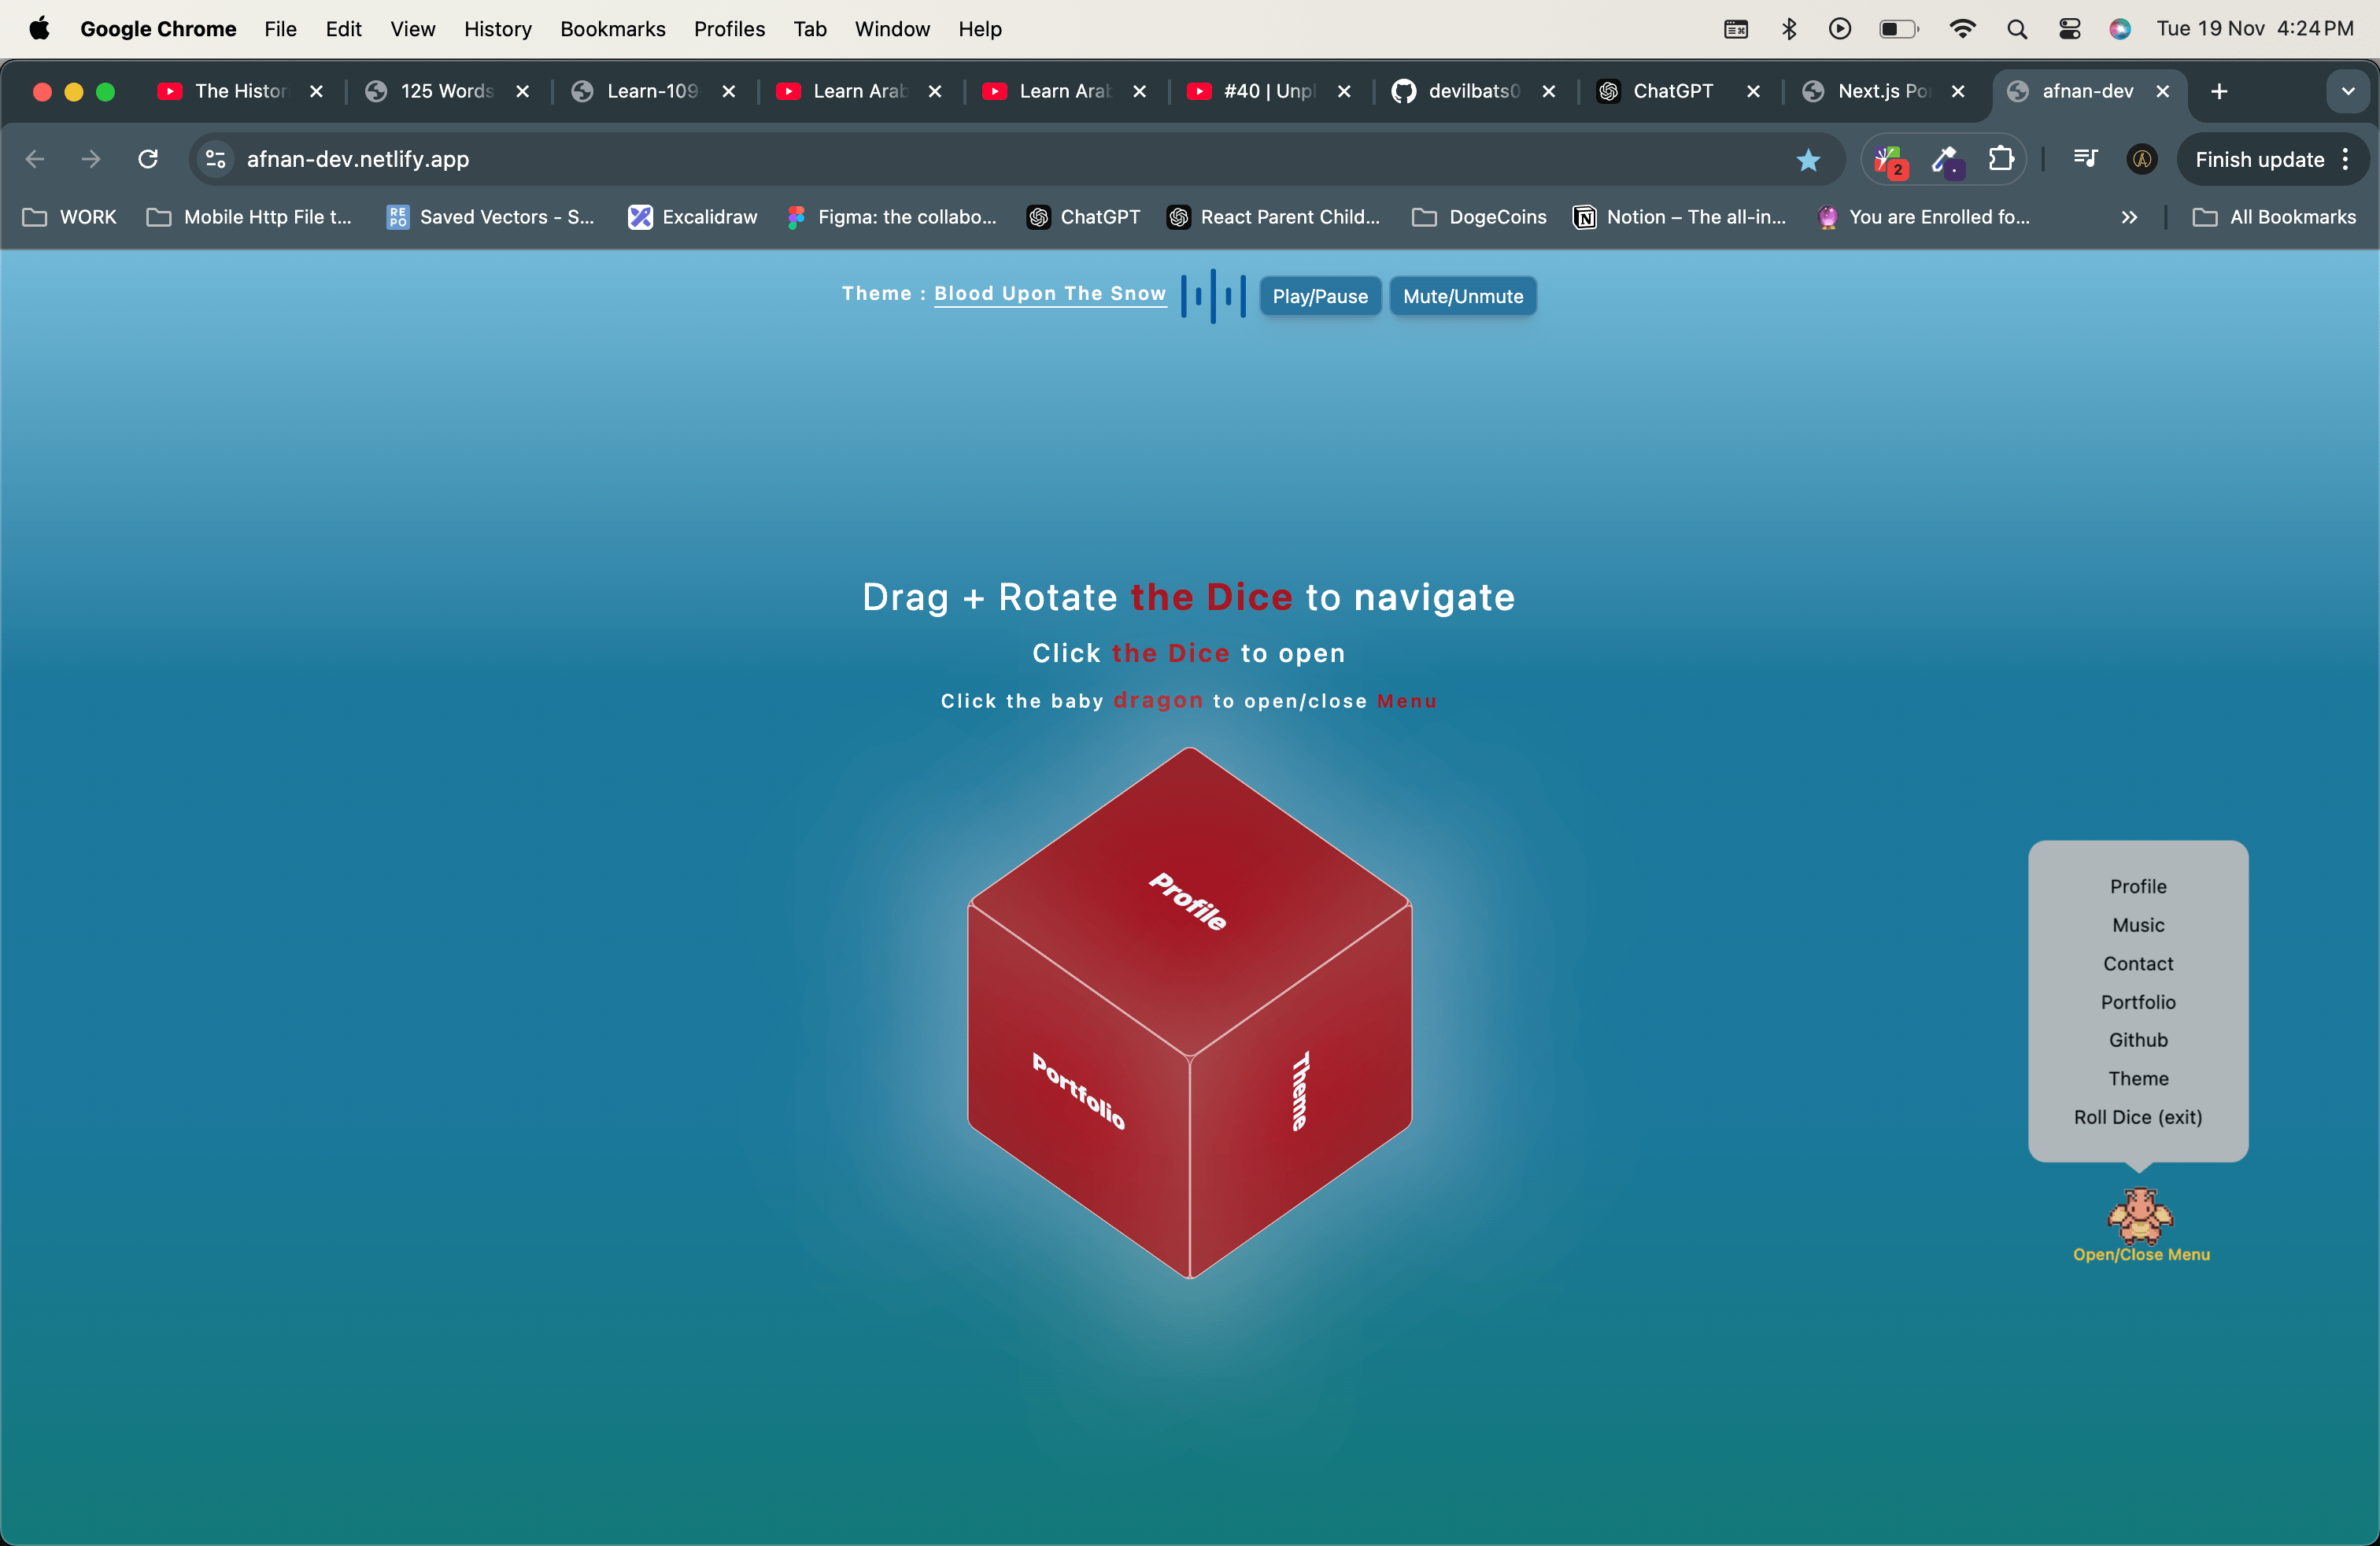 Google Chrome File Edit View History Bookmarks Profiles Tab Window Help Tue 19 Nov 4:24 PM
The Histor 125 Words Learn-109 Learn Arab Learn Arab #40 | Unpl devilbats0 ChatGPT Next.js Po afnan-dev
afnan-dev.netlify.app 2 Finish update
WORK Mobile Http File t... REPO Saved Vectors - S... Excalidraw Figma: the collabo... ChatGPT React Parent Child... DogeCoins Notion – The all-in... You are Enrolled fo... All Bookmarks
Theme : Blood Upon The Snow Play/Pause Mute/Unmute
Drag + Rotate the Dice to navigate
Click the Dice to open
Click the baby dragon to open/close Menu
Profile
Portfolio
Theme
Profile
Music
Contact
Portfolio
Github
Theme
Roll Dice (exit)
Open/Close Menu